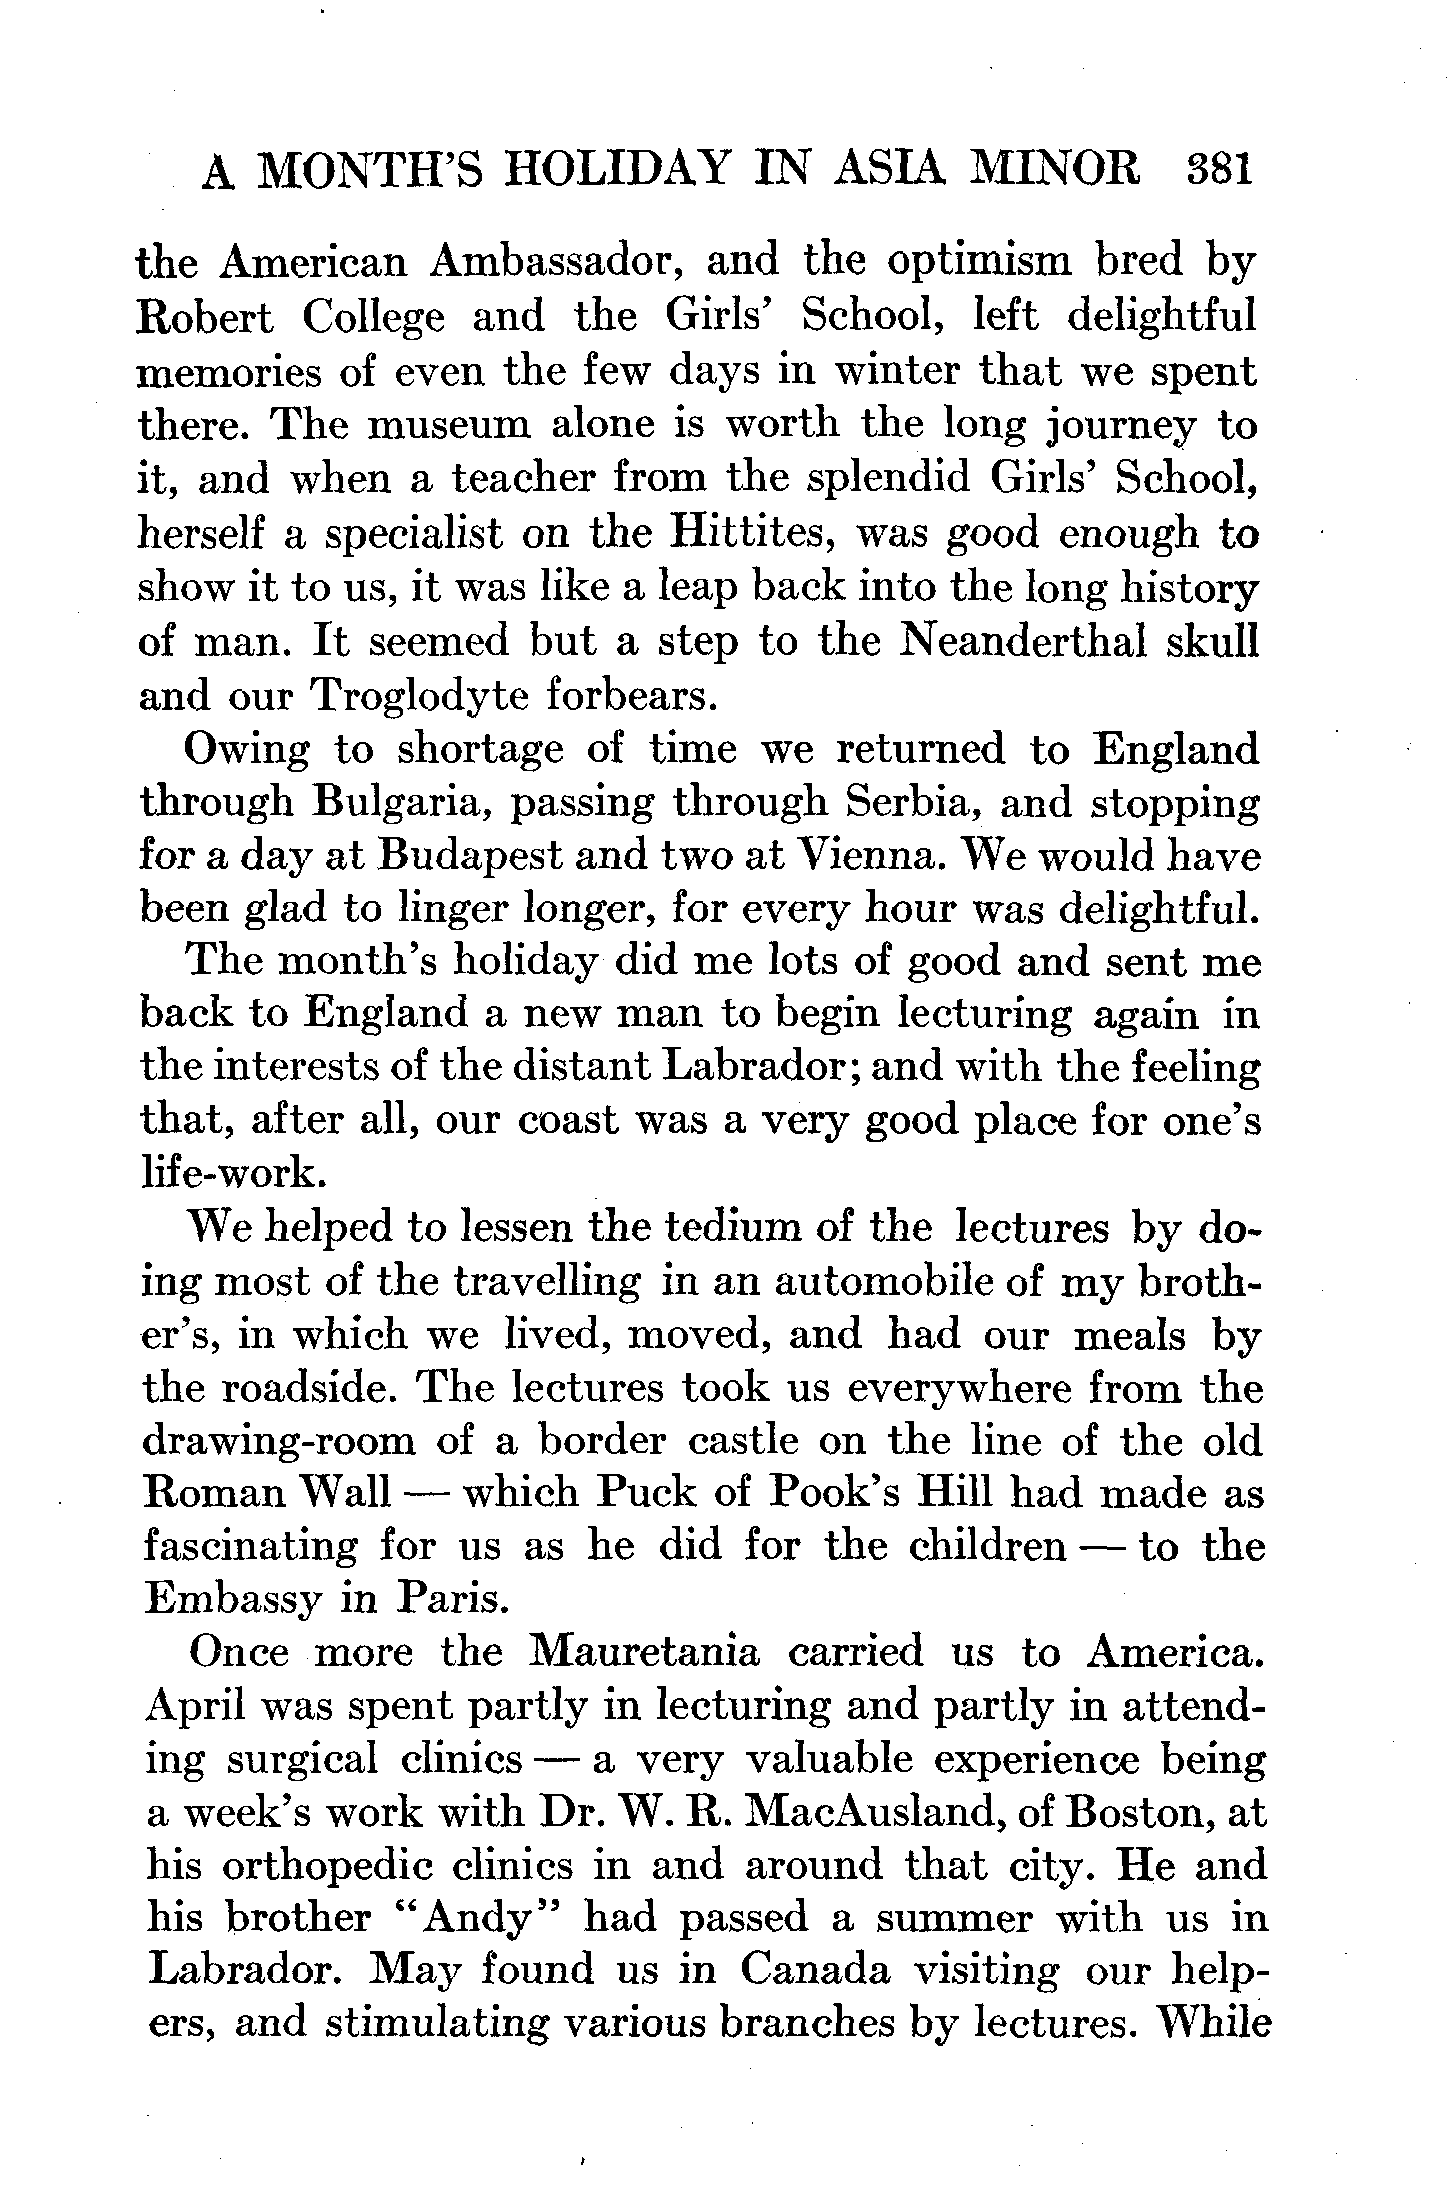 A MONTH'S HOLIDAY IN ASIA MINOR 381
the American Ambassador, and the optimism bred by
Robert College and the Girls' School, left delightful
memories of even the few days in winter that we spent
there. The museum alone is worth the long journey to
it, and when a teacher from the splendid Girls' School,
herself a specialist on the Hittites, was good enough to
show it to us, it was like a leap back into the long history
of man. It seemed but a step to the Neanderthal skull
and our Troglodyte forbears.
Owing to shortage of time we returned to England
through Bulgaria, passing through Serbia, and stopping
for a day at Budapest and two at Vienna. We would have
been glad to linger longer, for every hour was delightful.
The month's holiday did me lots of good and sent me
back to England a new man to begin lecturing again in
the interests of the distant Labrador; and with the feeling
that, after all, our coast was a very good place for one's
life-work.
We helped to lessen the tedium of the lectures by do-
ing most of the travelling in an automobile of my broth-
er's, in which we lived, moved, and had our meals by
the roadside. The lectures took us everywhere from the
drawing-room of a border castle on the line of the old
Roman Wall — which Puck of Pook's Hill had made as
fascinating for us as he did for the children — to the
Embassy in Paris.
Once more the Mauretania carried us to America.
April was spent partly in lecturing and partly in attend-
ing surgical clinics — a very valuable experience being
a week's work with Dr. W. R. MacAusland, of Boston, at
his orthopedic clinics in and around that city. He and
his brother "Andy" had passed a summer with us in
Labrador. May found us in Canada visiting our help-
ers, and stimulating various branches by lectures. While